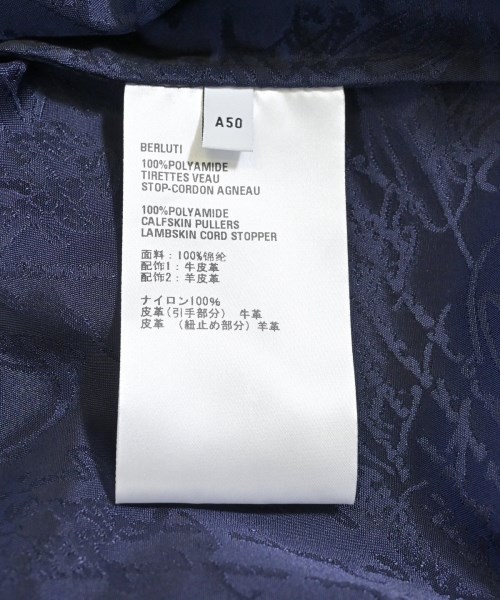 A50
BERLUTI
100%POLYAMIDE
TIRETTES VEAU
STOP-CORDON AGNEAU
100%POLYAMIDE
CALFSKIN PULLERS
LAMBSKIN CORD STOPPER
面料：100%锦纶
配饰1：牛皮革
配饰2：羊皮革
ナイロン100%
皮革(引手部分) 牛革
皮革 (紐止め部分)羊革